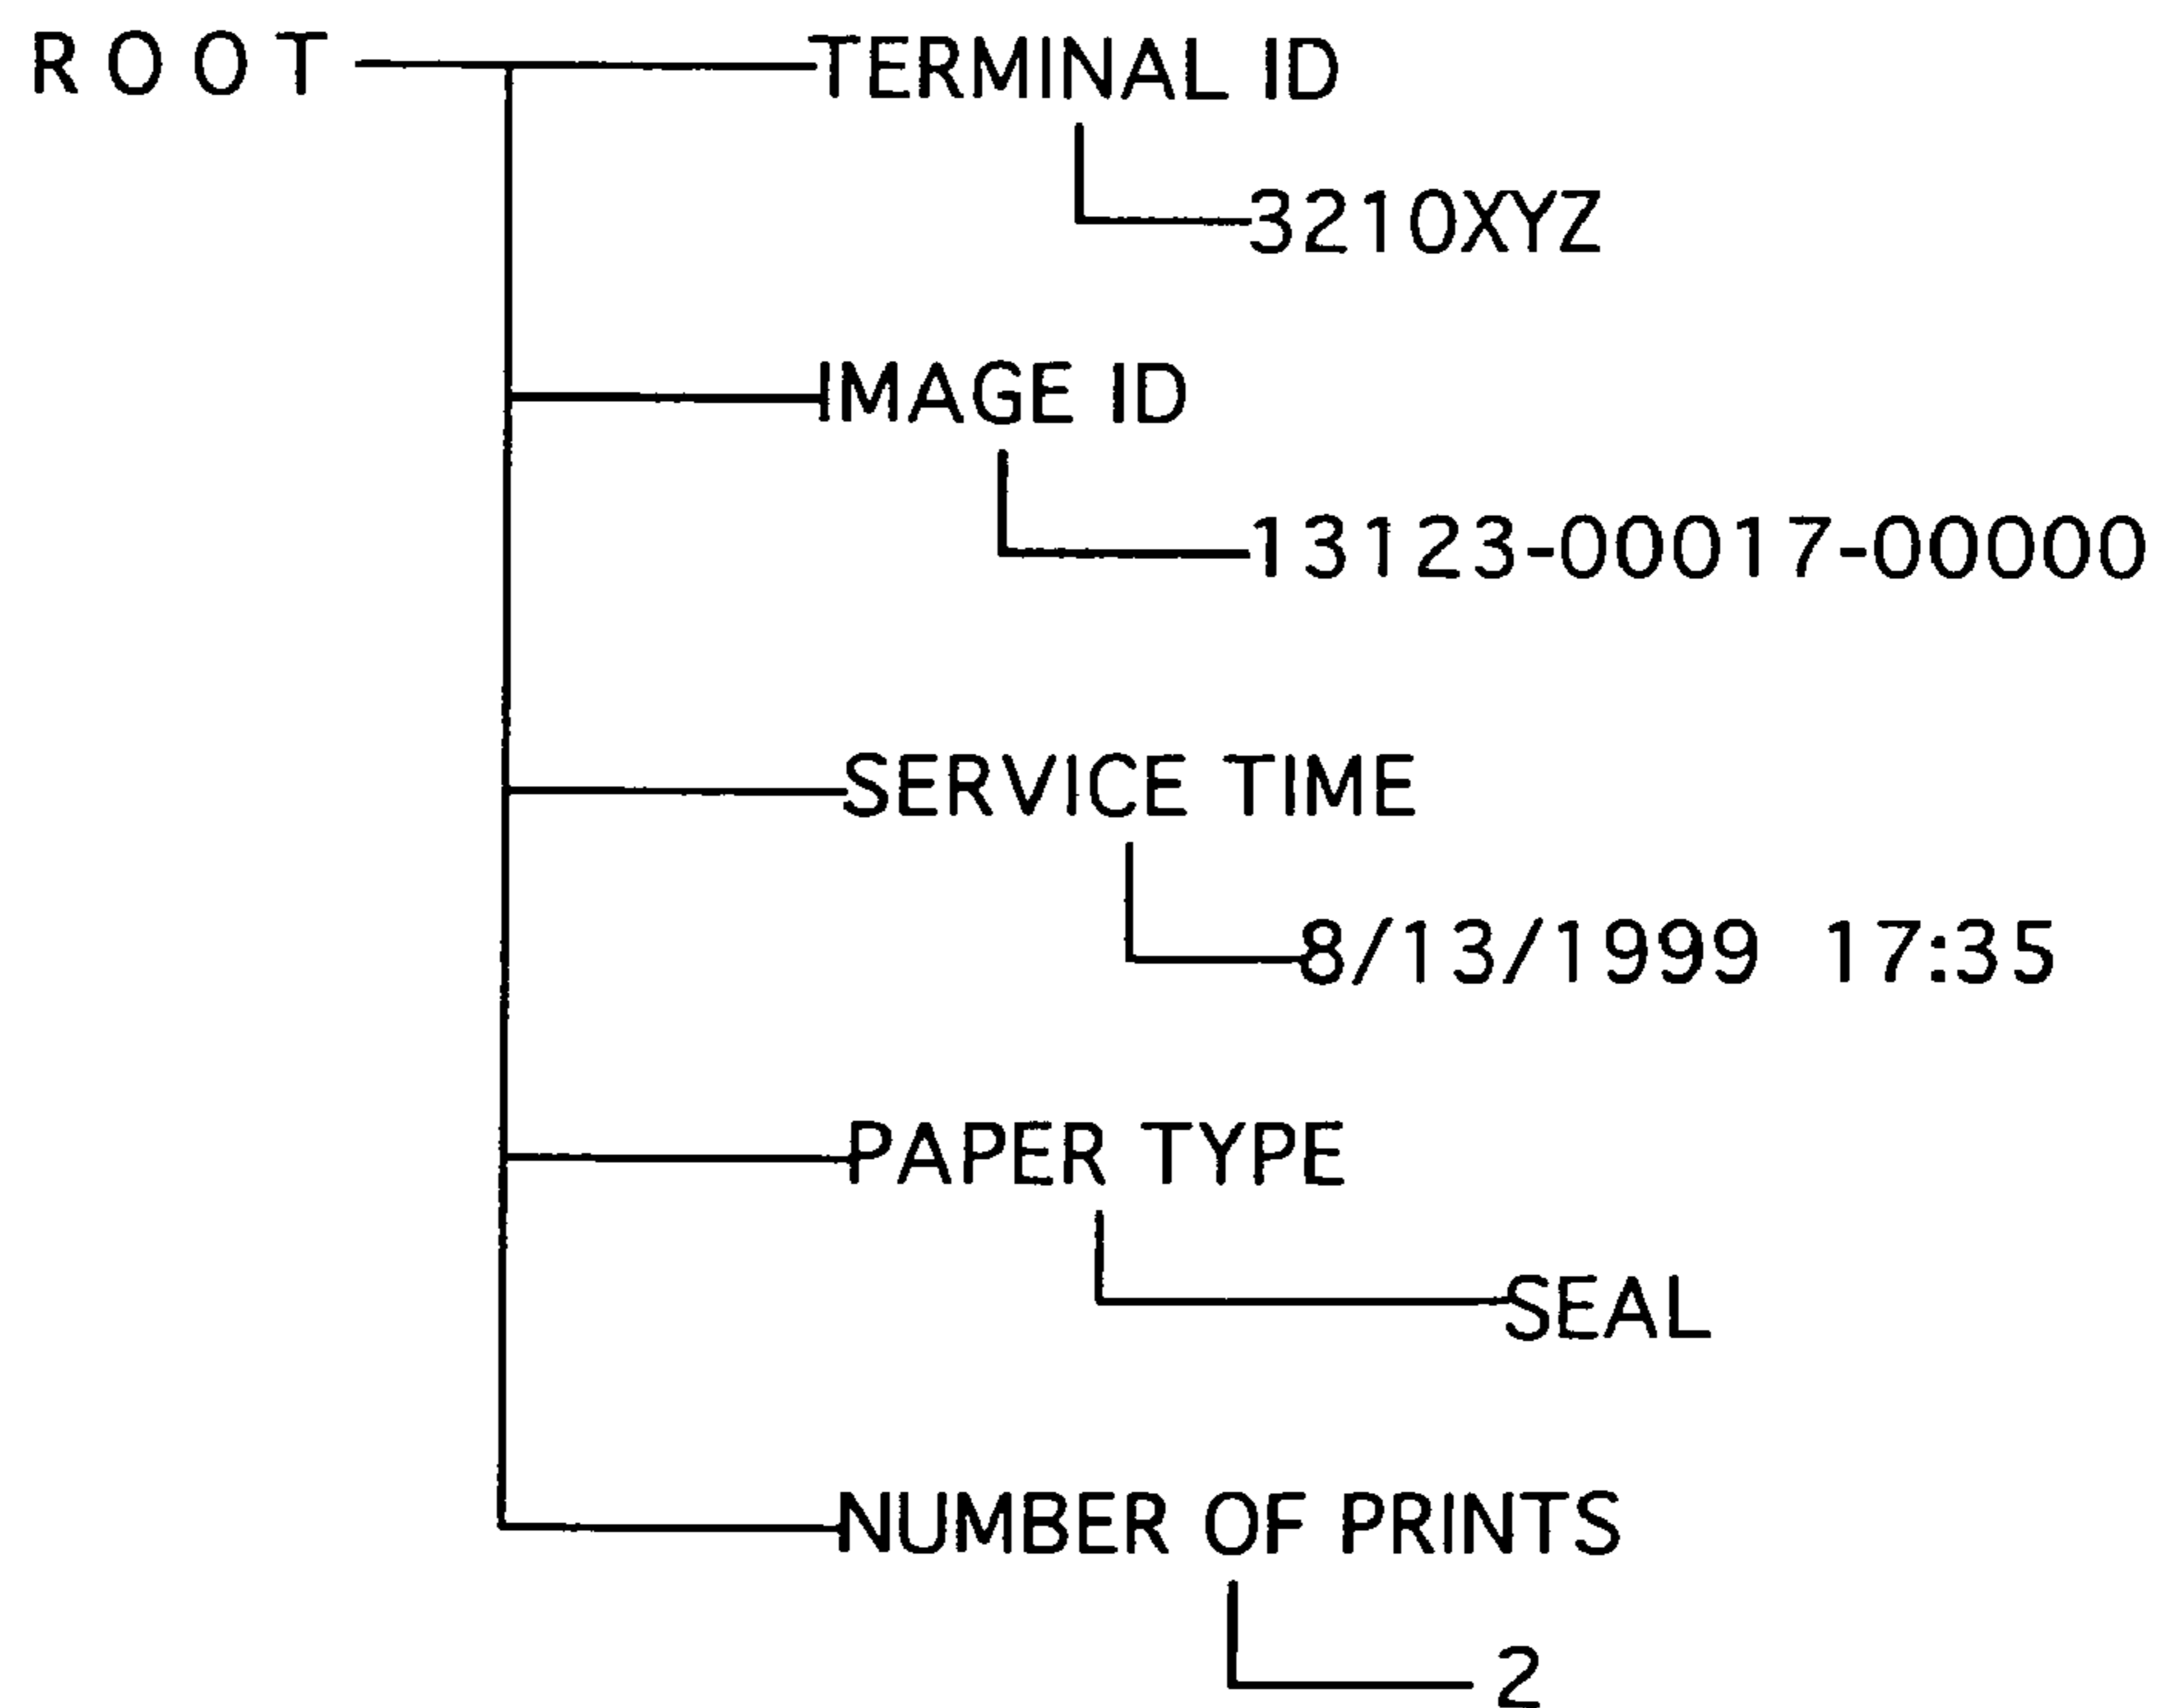 ROOT TERMINAL ID
3210XYZ
IMAGE ID
13123-00017-00000
SERVICE TIME
8/13/1999 17:35
PAPER TYPE
SEAL
NUMBER OF PRINTS
2